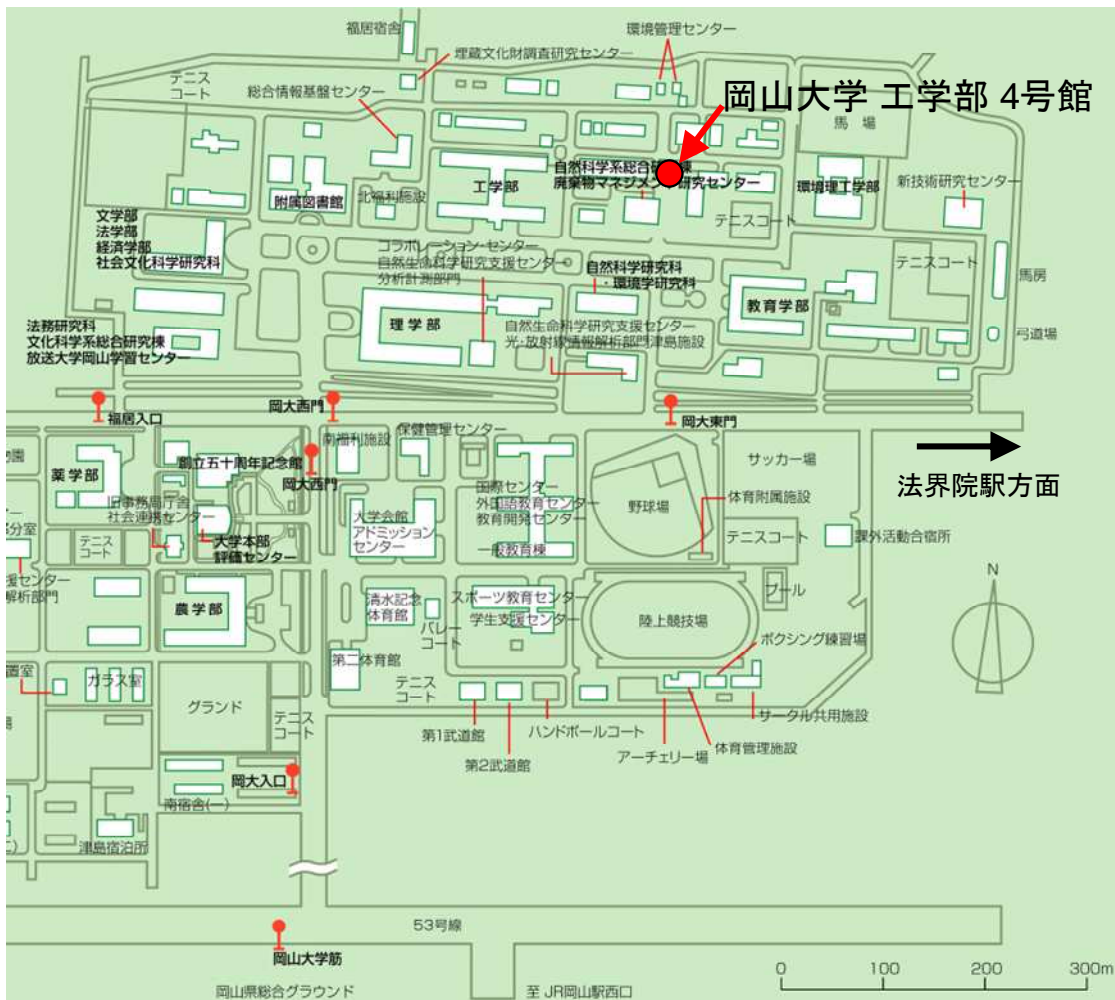 福居宿舎
環境管理センター
埋蔵文化財調査研究センター
テニス
コート
総合情報基盤センター
岡山大学 工学部 4号館
馬 場
自然科学系総合研究棟
廃棄物マネジメント研究センター
工学部
環境理工学部
新技術研究センター
附属図書館
北福利施設
テニスコート
文学部
法学部
経済学部
社会文化科学研究科
コラボレーション・センター
自然生命科学研究支援センター
分析計測部門
自然科学研究科
・環境学研究科
テニスコート
馬房
教育学部
理学部
法務研究科
文化科学系総合研究棟
放送大学岡山学習センター
自然生命科学研究支援センター
光・放射線情報解析部門津島施設
弓道場
福居入口
岡大西門
岡大東門
南福利施設
保健管理センター
創立五十周年記念館
岡大西門
薬学部
物園
サッカー場
法界院駅方面
国際センター
外国語教育センター
教育開発センター
野球場
体育附属施設
旧事務局庁舎
社会連携センター
大学会館
アドミッション
センター
テニス
コート
大学本部
評価センター
一般教育棟
テニスコート
課外活動合宿所
部分室
援センター
解析部門
農学部
清水記念
体育館
スポーツ教育センター
学生支援センター
バレー
コート
陸上競技場
プール
N
ボクシング練習場
第二体育館
置室
ガラス室
グランド
テニス
コート
テニス
コート
第1武道館
第2武道館
ハンドボールコート
アーチェリー場
体育管理施設
サークル共用施設
岡大入口
南宿舎(一)
津島宿泊所
53号線
岡山大学筋
岡山県総合グラウンド
至 JR岡山駅西口
0 100 200 300m